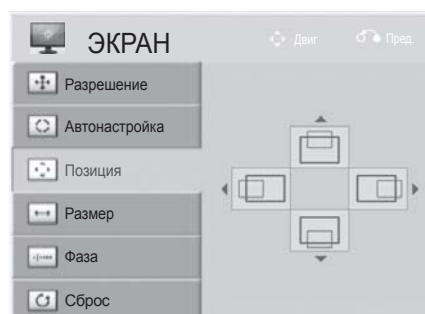 ЭКРАН
Двиг
Пред.
Разрешение
Автонастройка
Позиция
Размер
Фаза
Сброс